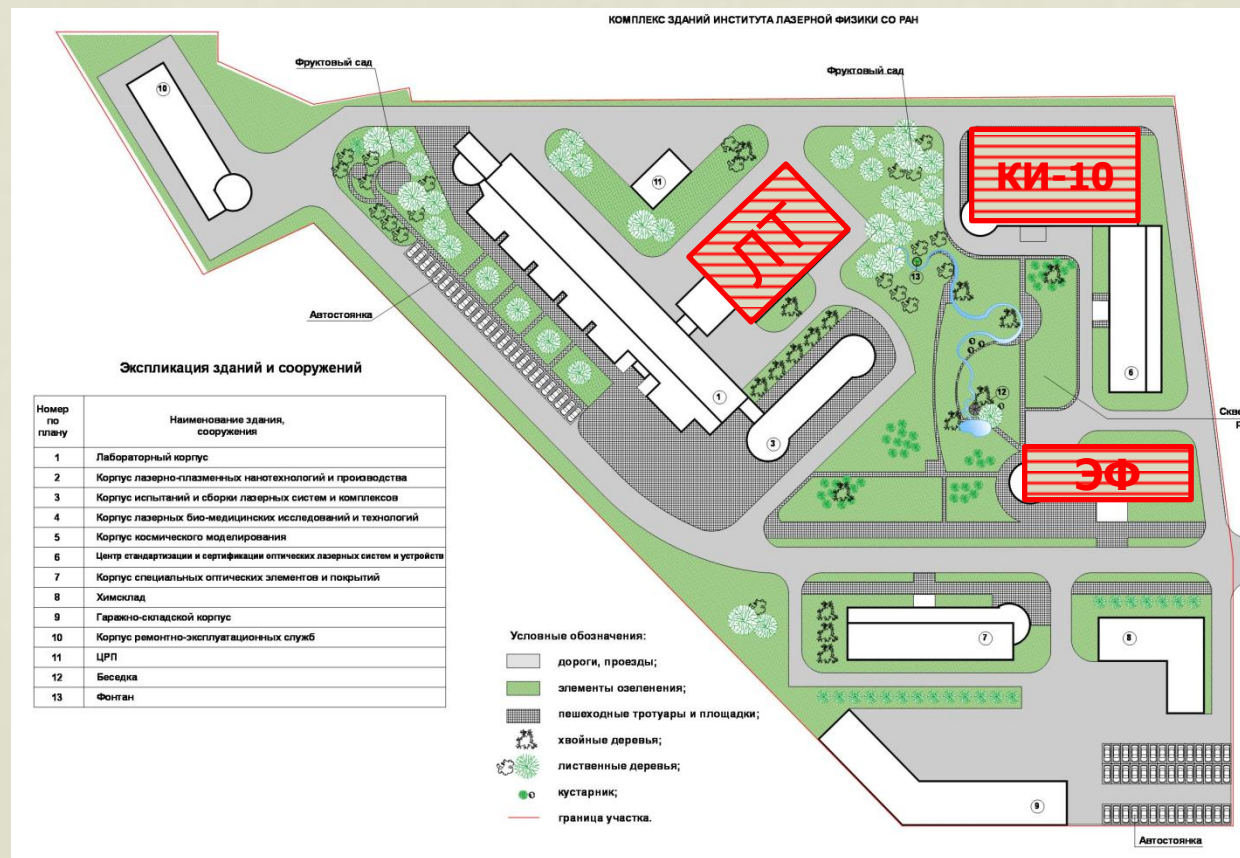 КОМПЛЕКС ЗДАНИЙ ИНСТИТУТА ЛАЗЕРНОЙ ФИЗИКИ СО РАН
Фруктовый сад
Фруктовый сад
10
11
КИ-10
ЛТ
13
Автостоянка
6
12
1
3
ЭФ
7
8
9
Автостоянка
Экспликация зданий и сооружений
Номер по плану
Наименование здания, сооружения
1 Лабораторный корпус
2 Корпус лазерно-плазменных нанотехнологий и производства
3 Корпус испытаний и сборки лазерных систем и комплексов
4 Корпус лазерных био-медицинских исследований и технологий
5 Корпус космического моделирования
6 Центр стандартизации и сертификации оптических лазерных систем и устройств
7 Корпус специальных оптических элементов и покрытий
8 Химсклад
9 Гаражно-складской корпус
10 Корпус ремонтно-эксплуатационных служб
11 ЦРП
12 Беседка
13 Фонтан
Условные обозначения:
дороги, проезды;
элементы озеленения;
пешеходные тротуары и площадки;
хвойные деревья;
лиственные деревья;
кустарник;
граница участка.